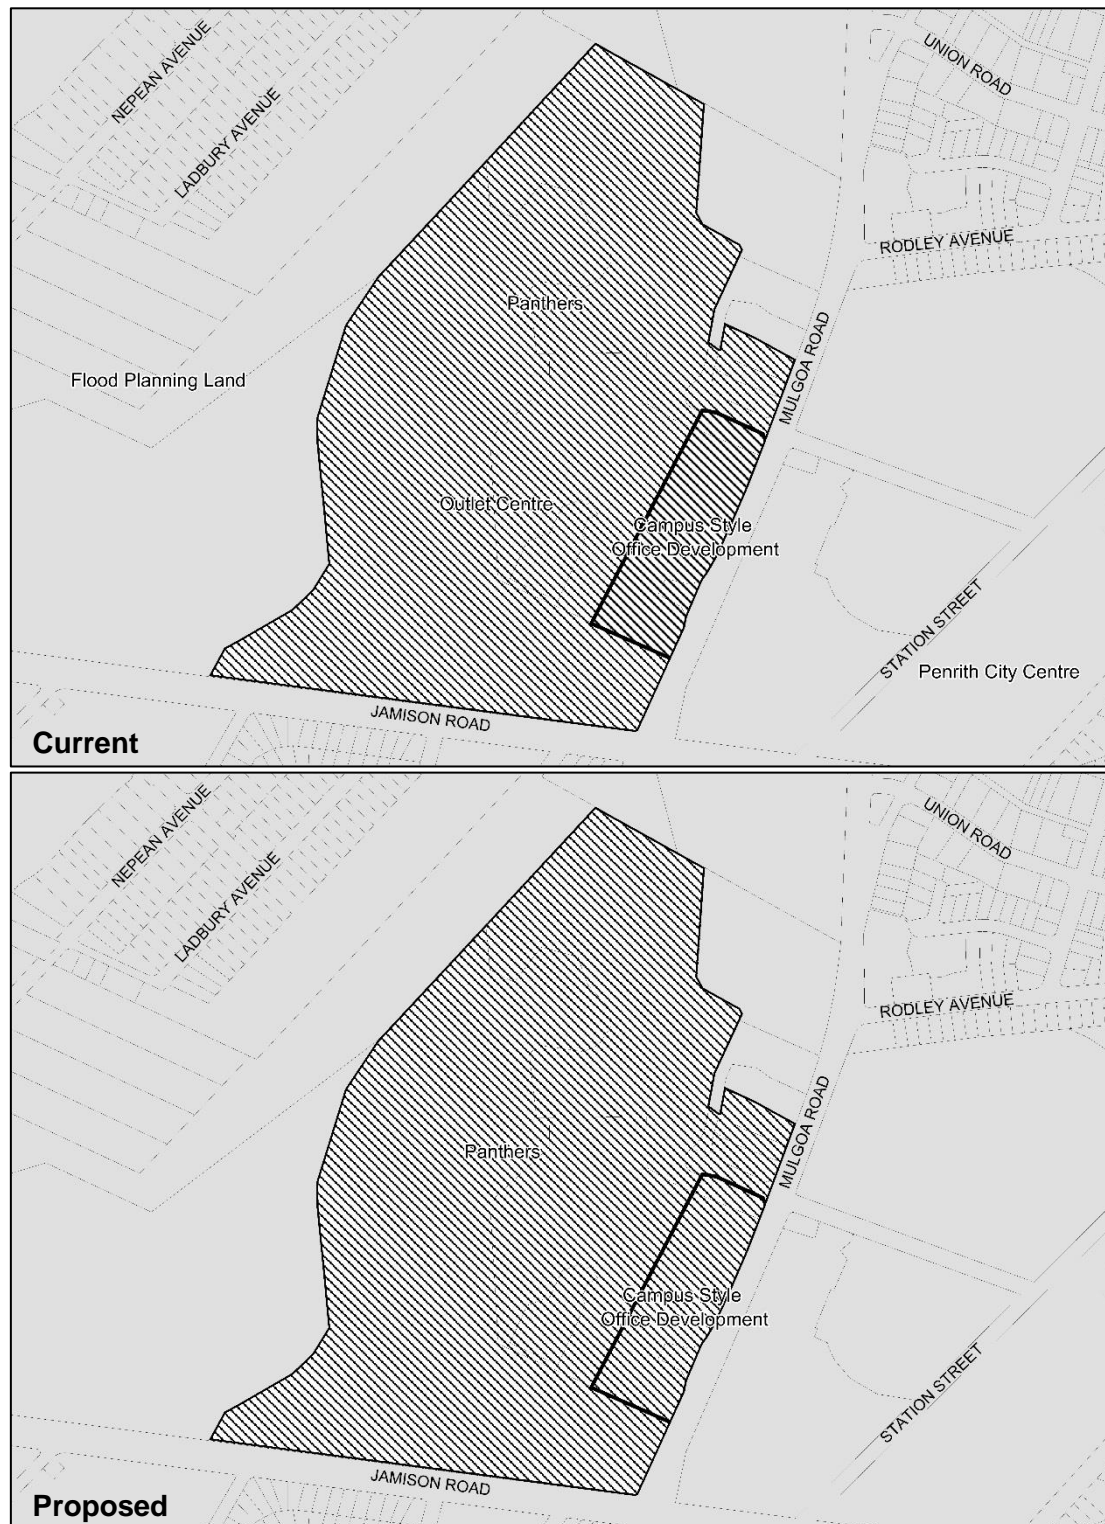 NEPEAN AVENUE
LADBURY AVENUE
UNION ROAD
RODLEY AVENUE
Panthers
MULGOA ROAD
Flood Planning Land
Outlet Centre
Campus Style
Office Development
STATION STREET
Penrith City Centre
JAMISON ROAD
Current
NEPEAN AVENUE
LADBURY AVENUE
UNION ROAD
RODLEY AVENUE
MULGOA ROAD
Panthers
Campus Style
Office Development
STATION STREET
JAMISON ROAD
Proposed